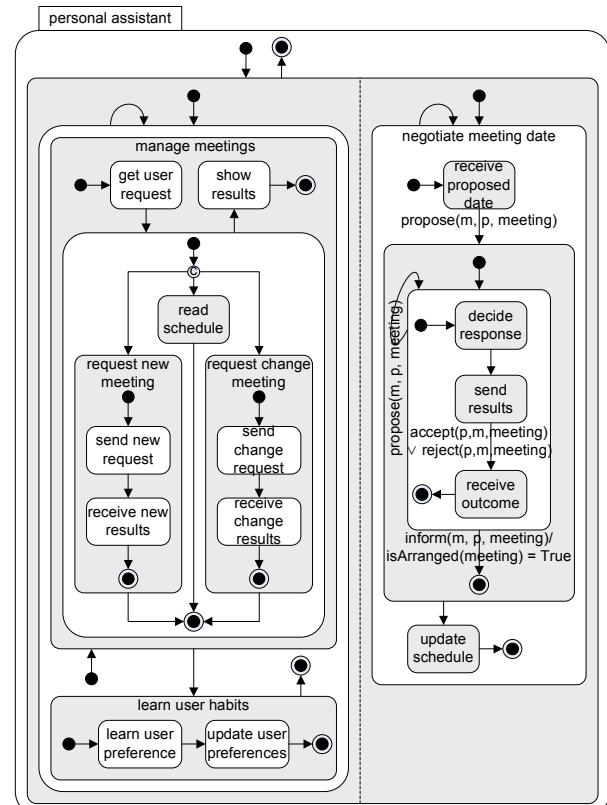 personal assistant
manage meetings
get user
request
show
results
C
read
schedule
request new
meeting
send new
request
receive new
results
request change
meeting
send
change
request
receive
change
results
learn user habits
learn user
preference
update user
preferences
negotiate meeting date
receive
proposed
date
propose(m, p, meeting)
propose(m, p, meeting)
decide
response
send
results
accept(p,m,meeting)
∨ reject(p,m,meeting)
receive
outcome
inform(m, p, meeting)/
isArranged(meeting) = True
update
schedule